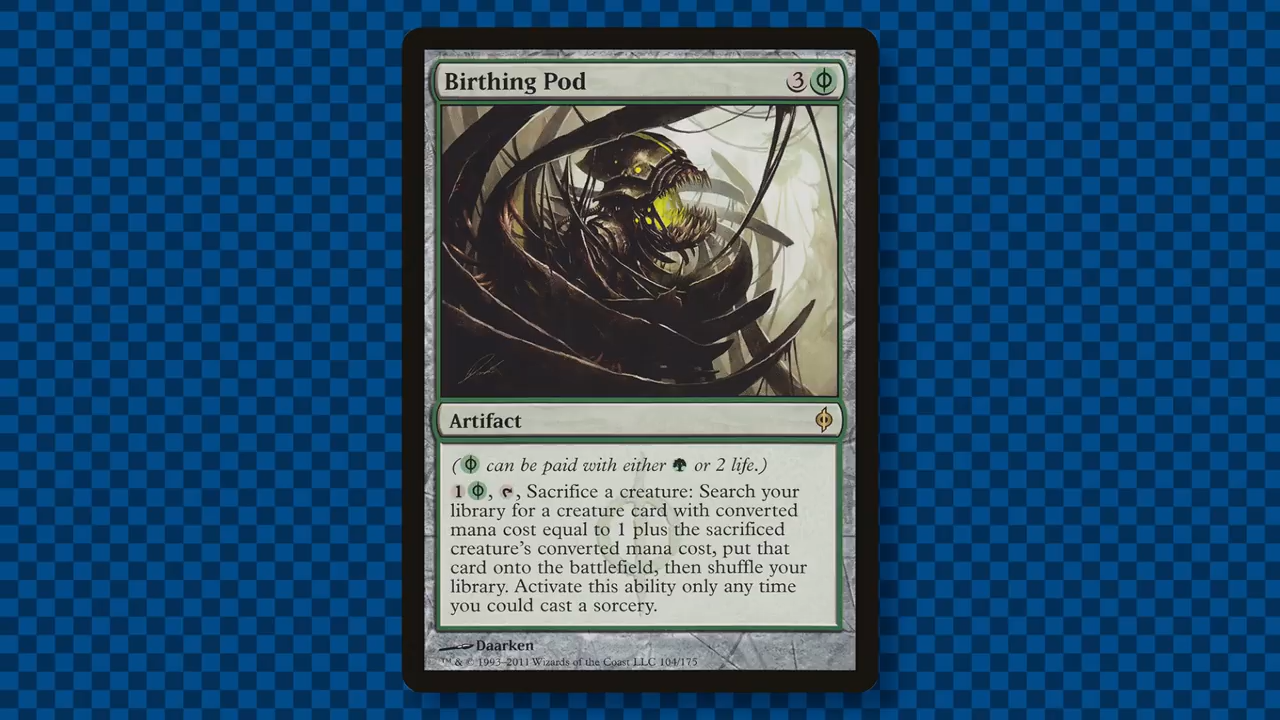 Birthing Pod 3
Artifact
( can be paid with either or 2 life.)
1 , , Sacrifice a creature: Search your
library for a creature card with converted
mana cost equal to 1 plus the sacrificed
creature's converted mana cost, put that
card onto the battlefield, then shuffle your
library. Activate this ability only any time
you could cast a sorcery.
Daarken
™ & © 1993–2011 Wizards of the Coast LLC 104/175